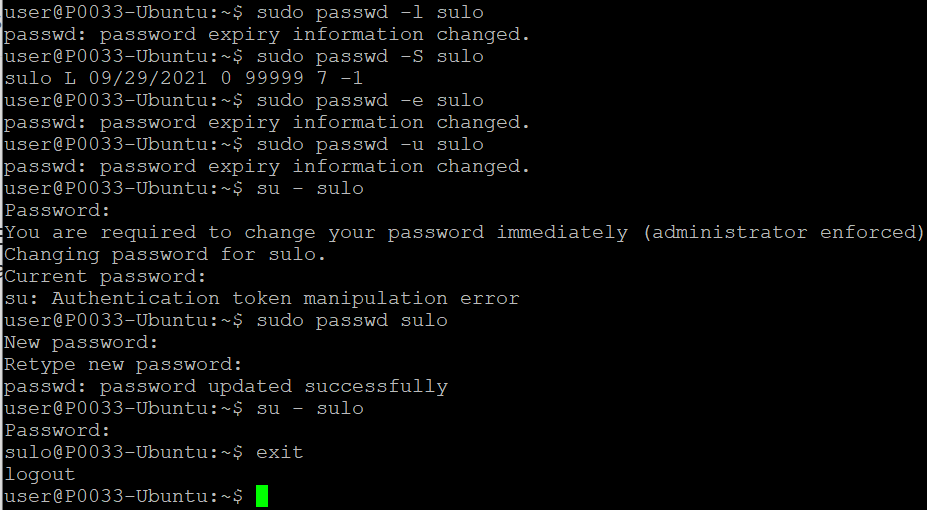 user@P0033-Ubuntu:~$ sudo passwd -l sulo
passwd: password expiry information changed.
user@P0033-Ubuntu:~$ sudo passwd -S sulo
sulo L 09/29/2021 0 99999 7 -1
user@P0033-Ubuntu:~$ sudo passwd -e sulo
passwd: password expiry information changed.
user@P0033-Ubuntu:~$ sudo passwd -u sulo
passwd: password expiry information changed.
user@P0033-Ubuntu:~$ su - sulo
Password:
You are required to change your password immediately (administrator enforced)
Changing password for sulo.
Current password:
su: Authentication token manipulation error
user@P0033-Ubuntu:~$ sudo passwd sulo
New password:
Retype new password:
passwd: password updated successfully
user@P0033-Ubuntu:~$ su - sulo
Password:
sulo@P0033-Ubuntu:~$ exit
logout
user@P0033-Ubuntu:~$